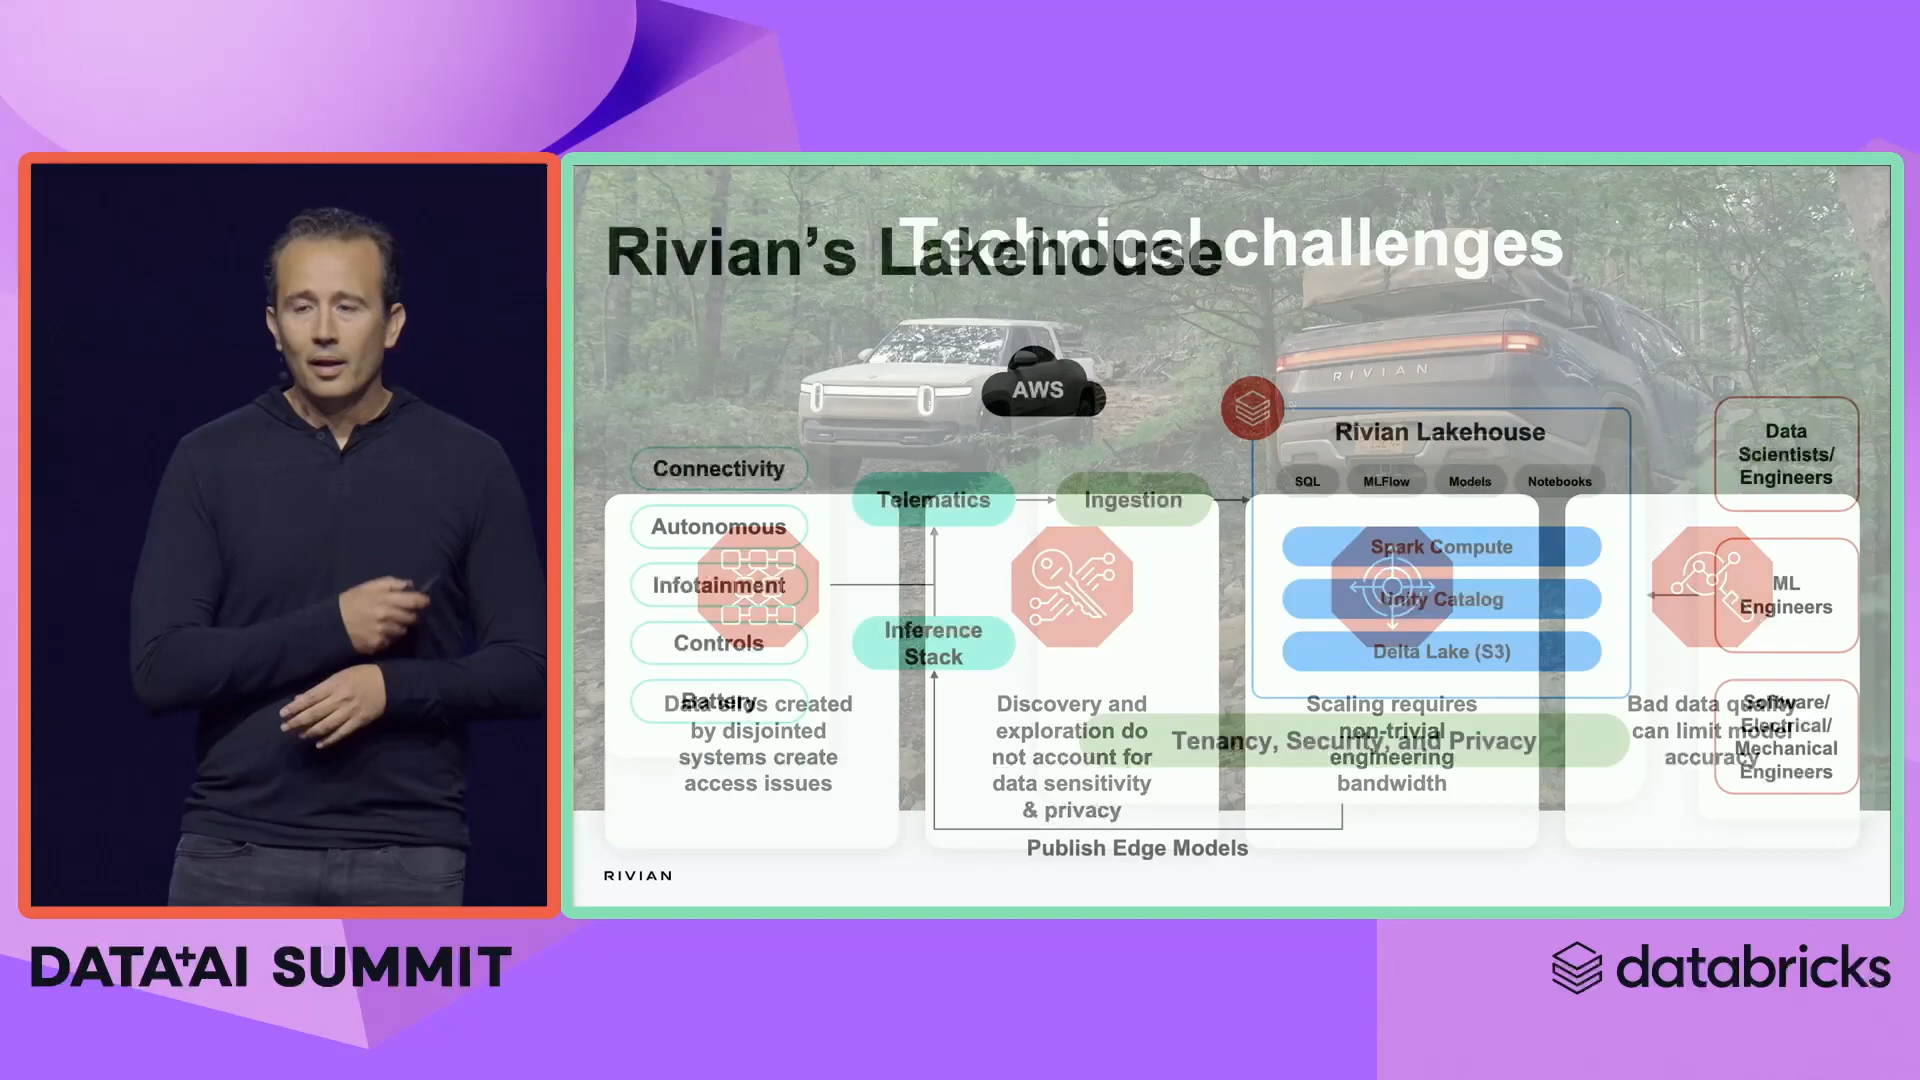 Technical challenges
Rivian's Lakehouse
RIVIAN
AWS
Rivian Lakehouse
SQL
MLFlow
Models
Notebooks
Connectivity
Autonomous
Infotainment
Controls
Battery
Telematics
Ingestion
Inference
Stack
Spark Compute
Unity Catalog
Delta Lake (S3)
Data
Scientists/
Engineers
ML
Engineers
Software/
Electrical/
Mechanical
Engineers
Data silos created
by disjointed
systems create
access issues
Discovery and
exploration do
not account for
data sensitivity
& privacy
Scaling requires
non-trivial
engineering
bandwidth
Bad data quality
can limit model
accuracy
Tenancy, Security, and Privacy
Publish Edge Models
RIVIAN
DATA+AI SUMMIT
databricks